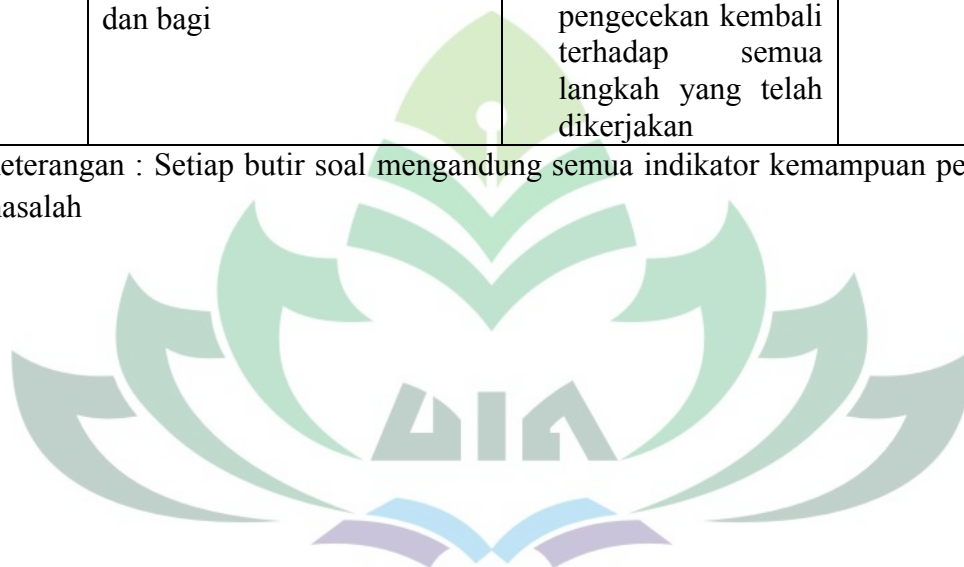 dan bagi
pengecekan kembali
terhadap semua
langkah yang telah
dikerjakan
eterangan : Setiap butir soal mengandung semua indikator kemampuan pe
asalah
UIN